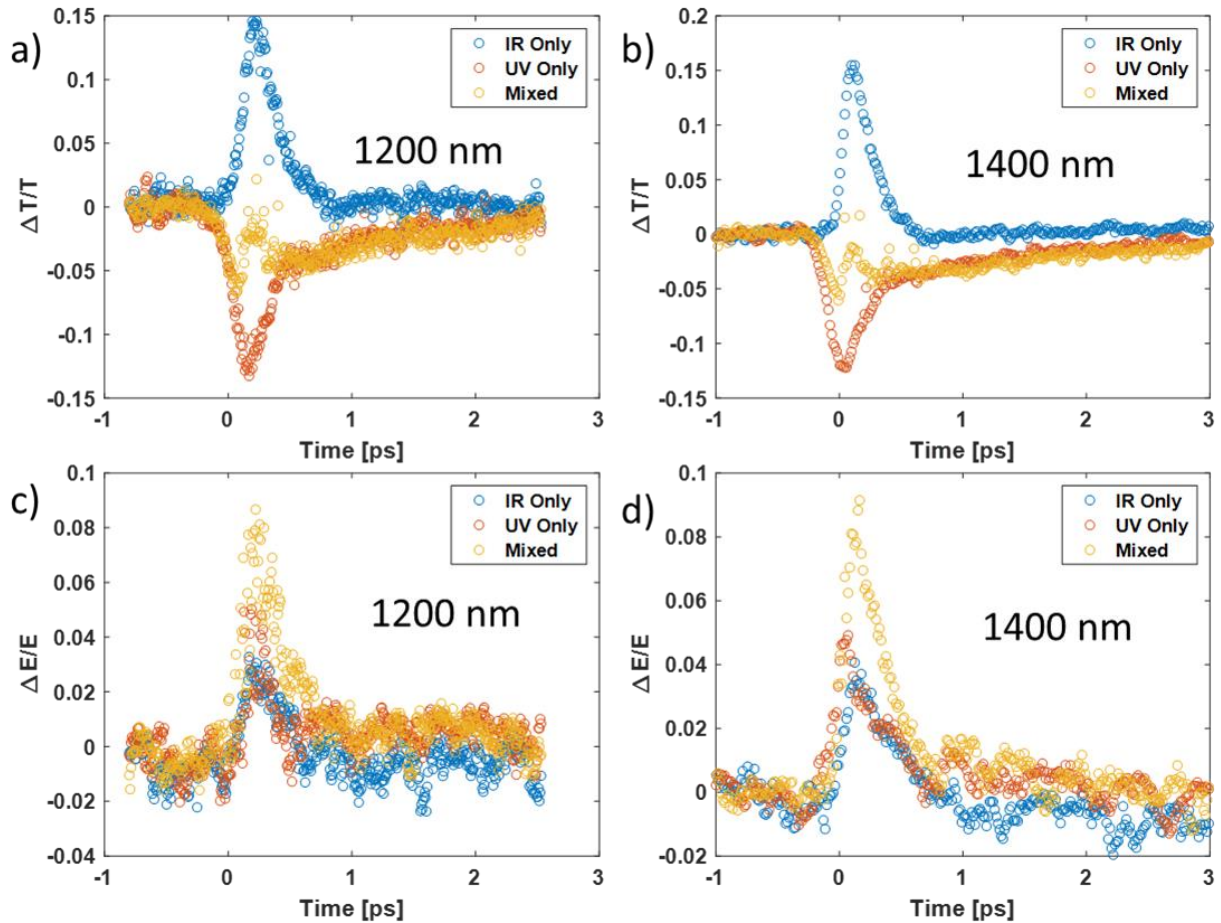 a)
0.15
0.1
0.05
0
-0.05
-0.1
-0.15
-1
0
1
2
3
Δ T/T
Time [ps]
IR Only
UV Only
Mixed
1200 nm
b)
0.2
0.15
0.1
0.05
0
-0.05
-0.1
-0.15
-1
0
1
2
3
Δ T/T
Time [ps]
IR Only
UV Only
Mixed
1400 nm
c)
0.1
0.08
0.06
0.04
0.02
0
-0.02
-0.04
-1
0
1
2
3
Δ E/E
Time [ps]
IR Only
UV Only
Mixed
1200 nm
d)
0.1
0.08
0.06
0.04
0.02
0
-0.02
-1
0
1
2
3
Δ E/E
Time [ps]
IR Only
UV Only
Mixed
1400 nm